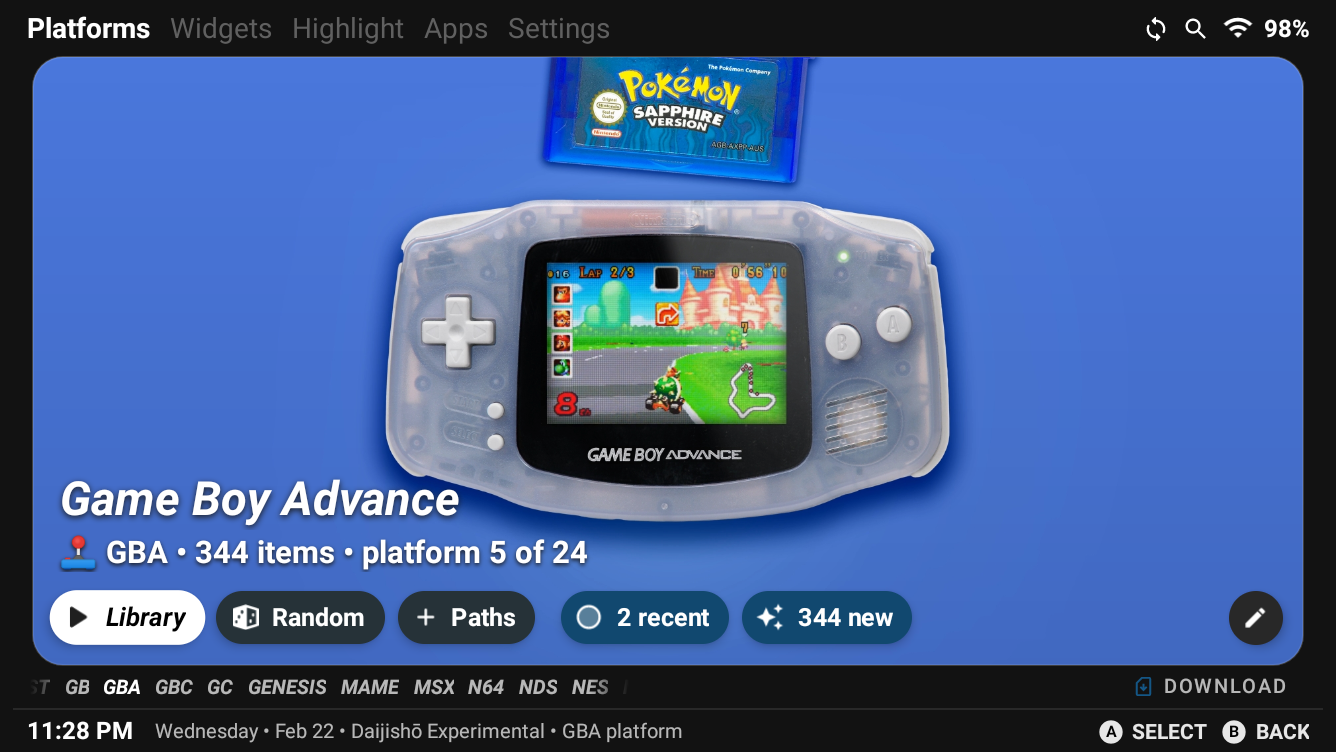 Platforms Widgets Highlight Apps Settings 98%
The Pokémon Company
POKéMON
SAPPHIRE
VERSION
Nintendo
AGB-AXPP-AUS
LAP 2/3 TIME 0'56"10
8
B A
GAME BOY ADVANCE
Game Boy Advance
GBA • 344 items • platform 5 of 24
Library Random + Paths 2 recent 344 new
ST GB GBA GBC GC GENESIS MAME MSX N64 NDS NES DOWNLOAD
11:28 PM Wednesday • Feb 22 • Daijishō Experimental • GBA platform A SELECT B BACK